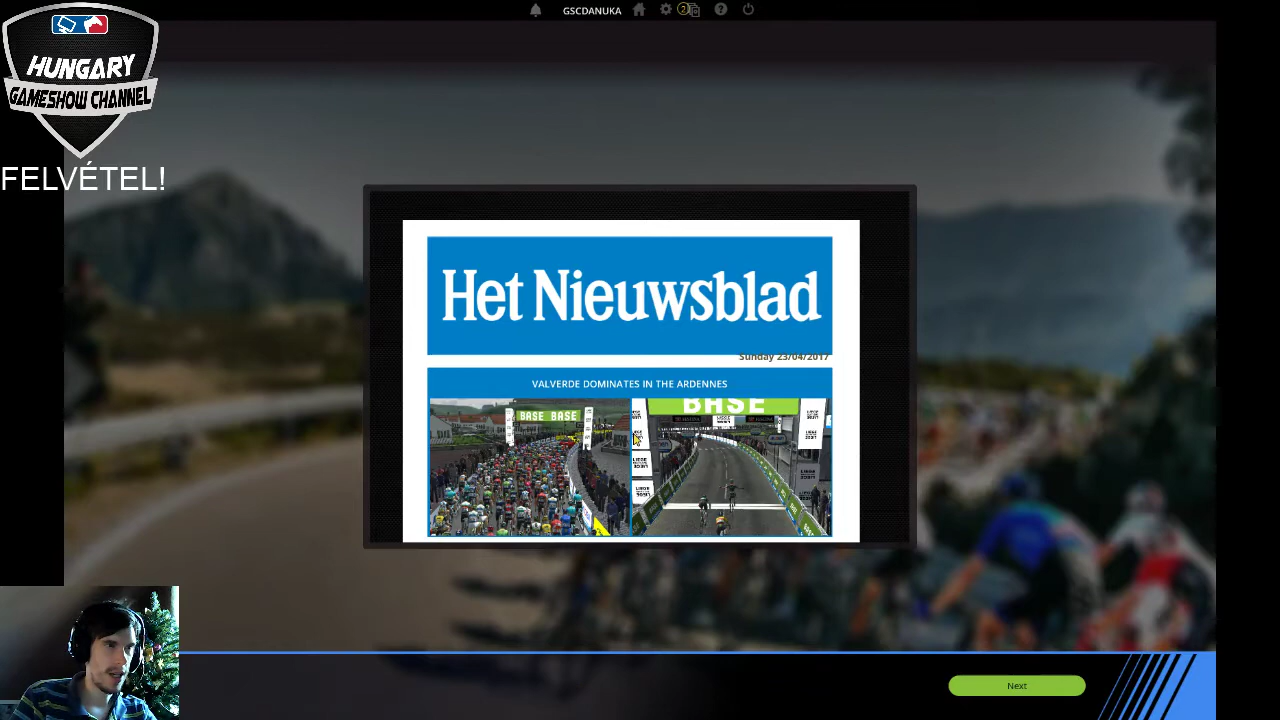 GSCDANUKA
2
?
HUNGARY
GAMESHOW CHANNEL
FELVÉTEL!
Het Nieuwsblad
Sunday 23/04/2017
VALVERDE DOMINATES IN THE ARDENNES
BASE BASE
BASE
Next